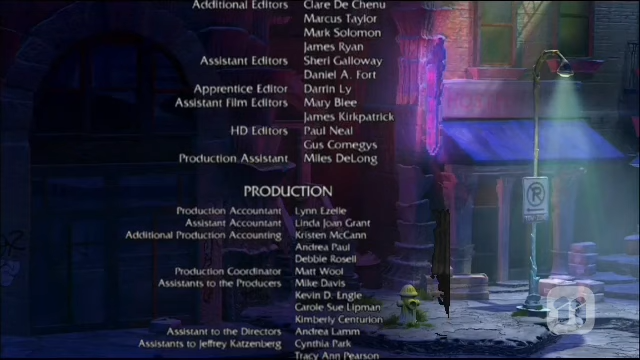 Additional Editors Clare De Chenu
Marcus Taylor
Mark Solomon
James Ryan
Assistant Editors Sheri Galloway
Daniel A. Fort
Apprentice Editor Darrin Ly
Assistant Film Editors Mary Blee
James Kirkpatrick
HD Editors Paul Neal
Gus Comegys
Production Assistant Miles DeLong
PRODUCTION
Production Accountant Lynn Ezelle
Assistant Accountant Linda Joan Grant
Additional Production Accounting Kristen McCann
Andrea Paul
Debbie Rosell
Production Coordinator Matt Wool
Assistants to the Producers Mike Davis
Kevin D. Engle
Carole Sue Lipman
Kimberly Centurion
Assistant to the Directors Andrea Lamm
Assistants to Jeffrey Katzenberg Cynthia Park
Tracy Ann Pearson
R